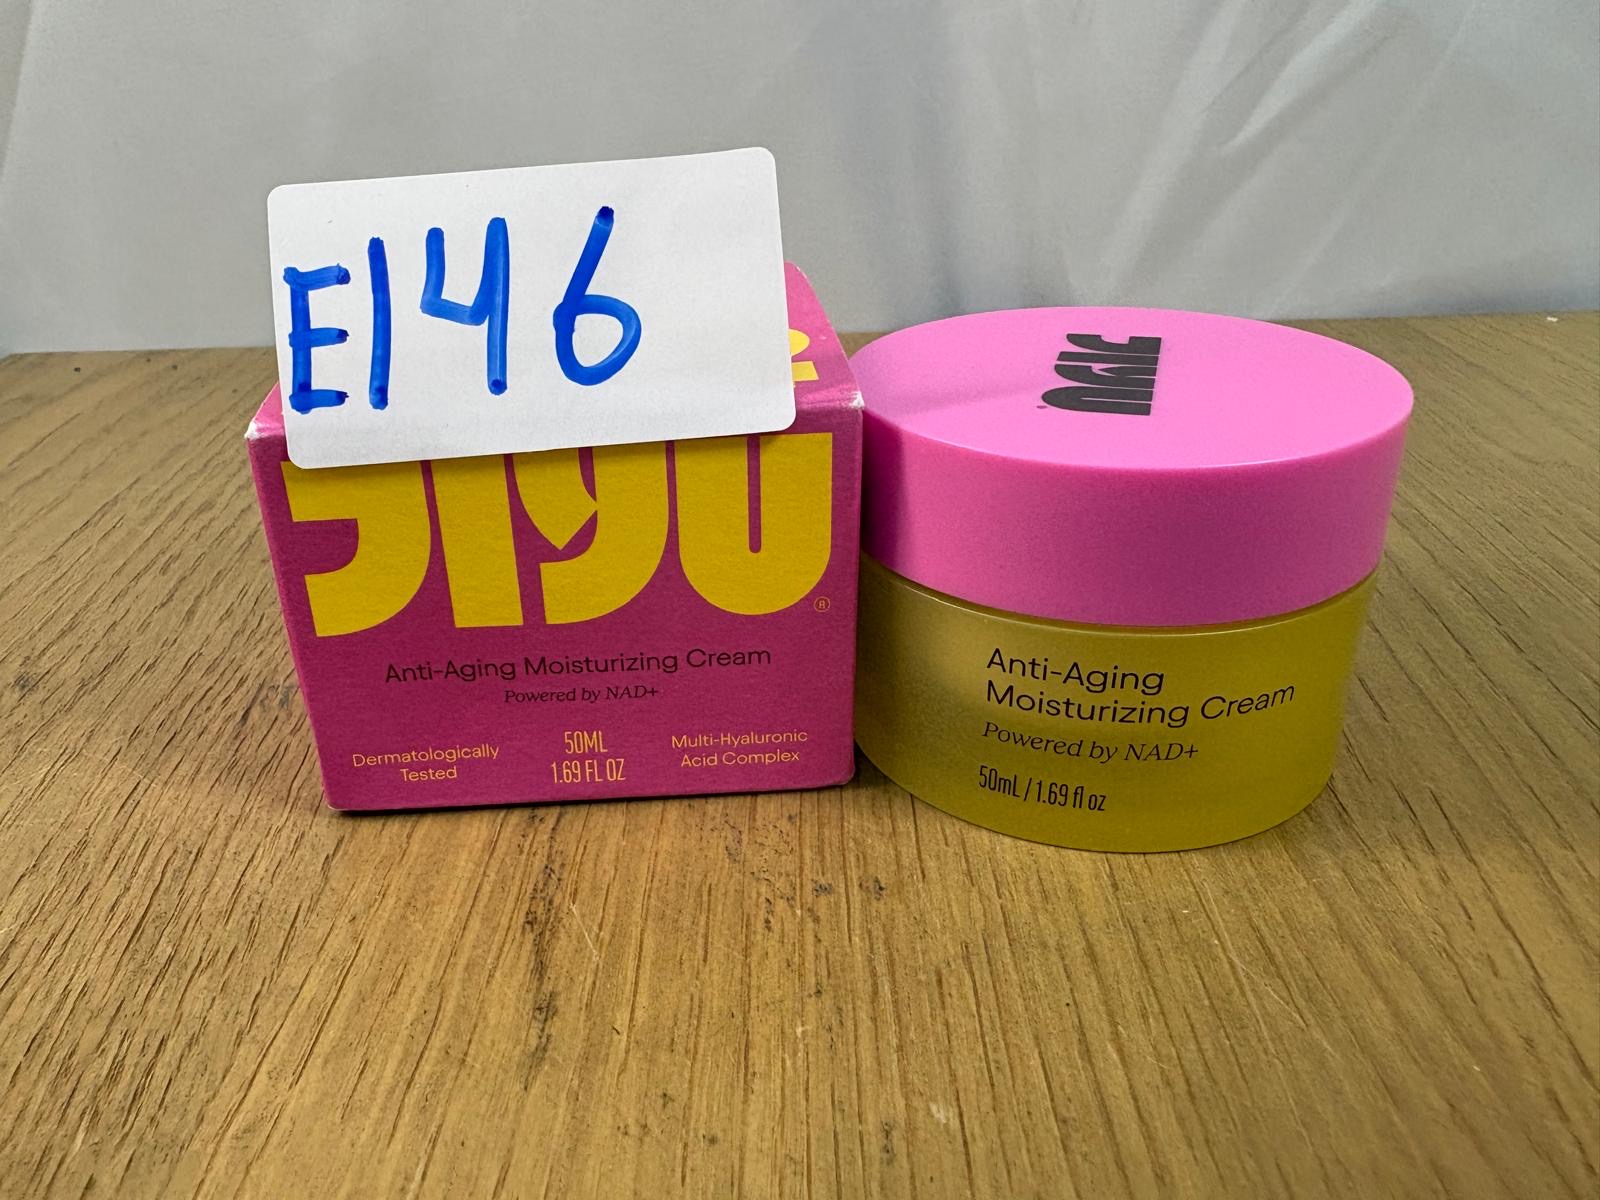 E146
JIYU
®
Anti-Aging Moisturizing Cream
Powered by NAD+
Dermatologically
Tested
50ML
1.69 FL OZ
Multi-Hyaluronic
Acid Complex
JIYU
Anti-Aging
Moisturizing Cream
Powered by NAD+
50mL / 1.69 fl oz